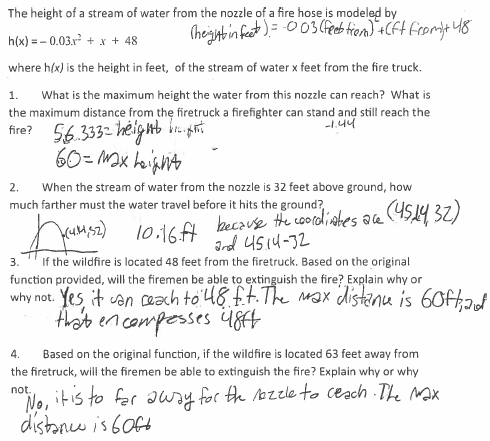 The height of a stream of water from the nozzle of a fire hose is modeled by
h(x) = – 0.03x² + x + 48 (height in feet) = -0.03(feet from)²+(ft from)+48
where h(x) is the height in feet, of the stream of water x feet from the fire truck.
1. What is the maximum height the water from this nozzle can reach? What is
the maximum distance from the firetruck a firefighter can stand and still reach the
fire? 56.333=height
-1.44
60=max height
2. When the stream of water from the nozzle is 32 feet above ground, how
much farther must the water travel before it hits the ground?
10.16 ft because the coordinates are (45.14, 32)
and 45.14-32
3. If the wildfire is located 48 feet from the firetruck. Based on the original
function provided, will the firemen be able to extinguish the fire? Explain why or
why not. Yes, it can reach to 48 f.t. The max distance is 60ft, and
that encompasses 48ft
4. Based on the original function, if the wildfire is located 63 feet away from
the firetruck, will the firemen be able to extinguish the fire? Explain why or why
not. No, it is to far away for the nozzle to reach. The max
distance is 60ft